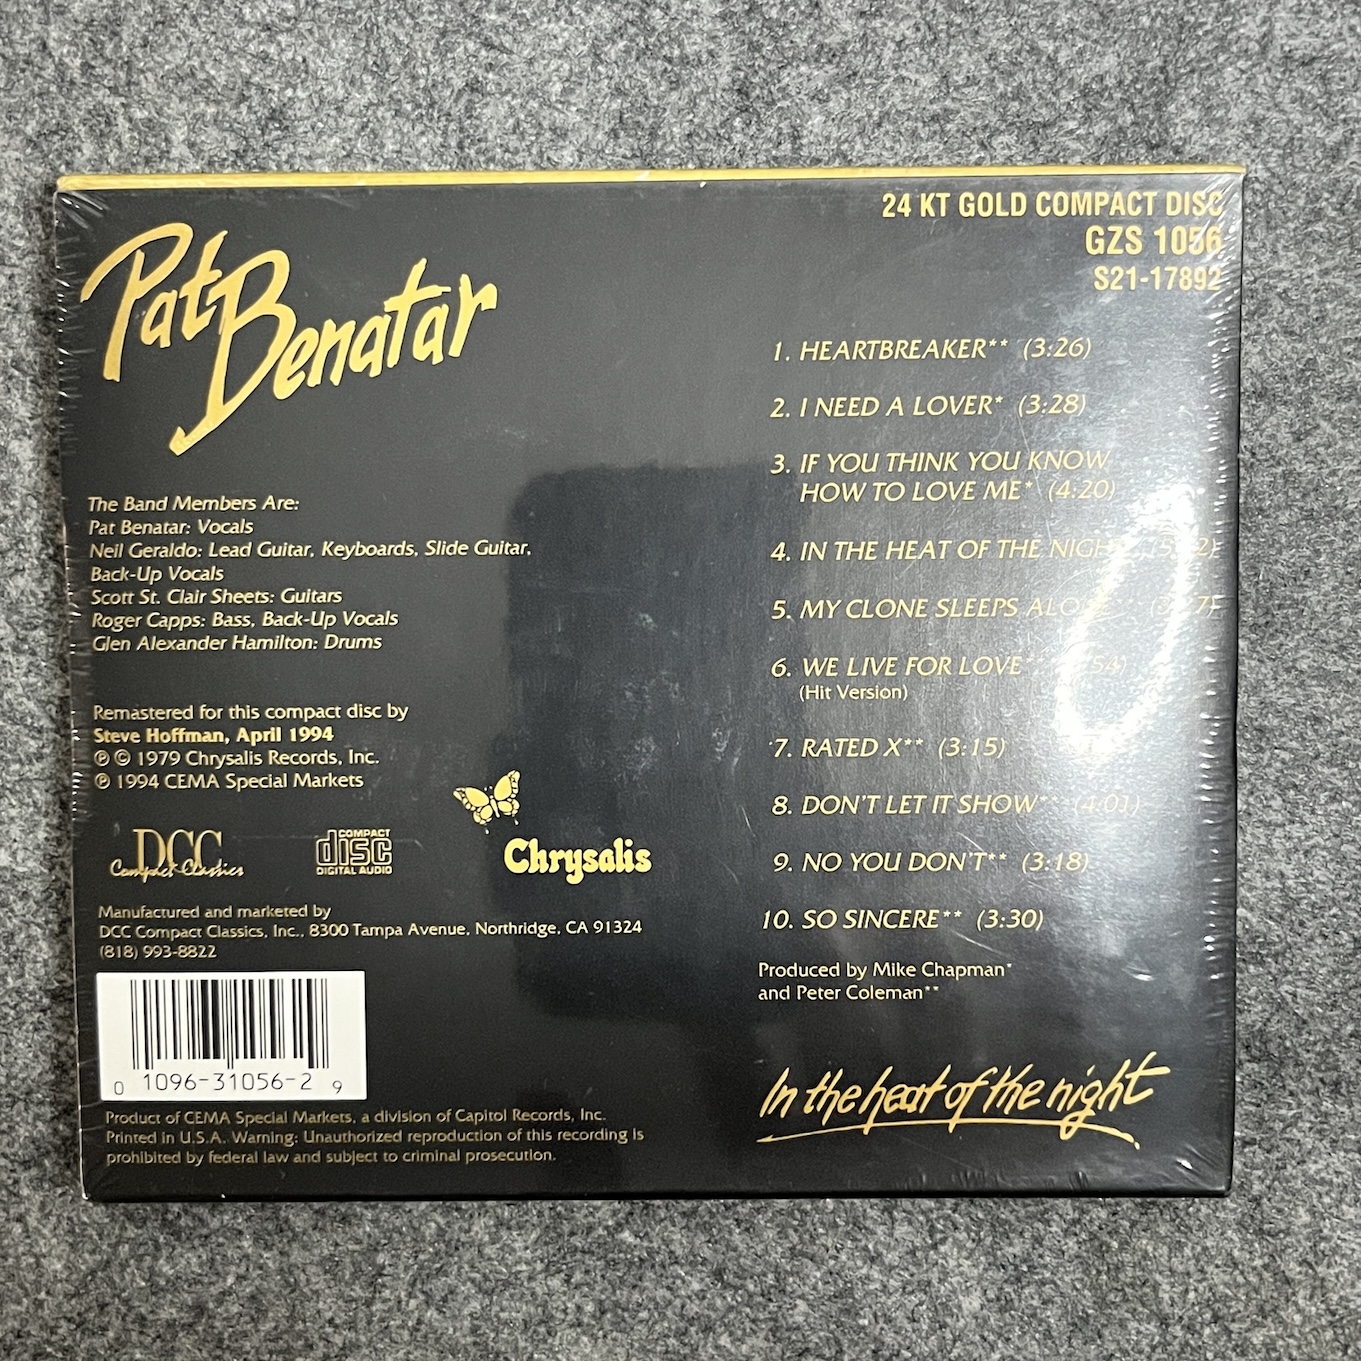 24 KT GOLD COMPACT DISC
GZS 1056
S21-17892
Pat Benatar
The Band Members Are:
Pat Benatar: Vocals
Neil Geraldo: Lead Guitar, Keyboards, Slide Guitar,
Back-Up Vocals
Scott St. Clair Sheets: Guitars
Roger Capps: Bass, Back-Up Vocals
Glen Alexander Hamilton: Drums
Remastered for this compact disc by
Steve Hoffman, April 1994
℗ © 1979 Chrysalis Records, Inc.
℗ 1994 CEMA Special Markets
DCC
Compact Classics
COMPACT
disc
DIGITAL AUDIO
Chrysalis
Manufactured and marketed by
DCC Compact Classics, Inc., 8300 Tampa Avenue, Northridge, CA 91324
(818) 993-8822
0 1096-31056-2 9
Product of CEMA Special Markets, a division of Capitol Records, Inc.
Printed in U.S.A. Warning: Unauthorized reproduction of this recording is
prohibited by federal law and subject to criminal prosecution.
1. HEARTBREAKER** (3:26)
2. I NEED A LOVER* (3:28)
3. IF YOU THINK YOU KNOW
HOW TO LOVE ME* (4:20)
4. IN THE HEAT OF THE NIGHT
5. MY CLONE SLEEPS ALONE
6. WE LIVE FOR LOVE
(Hit Version)
7. RATED X** (3:15)
8. DON'T LET IT SHOW** (4:01)
9. NO YOU DON'T** (3:18)
10. SO SINCERE** (3:30)
Produced by Mike Chapman*
and Peter Coleman**
In the heat of the night